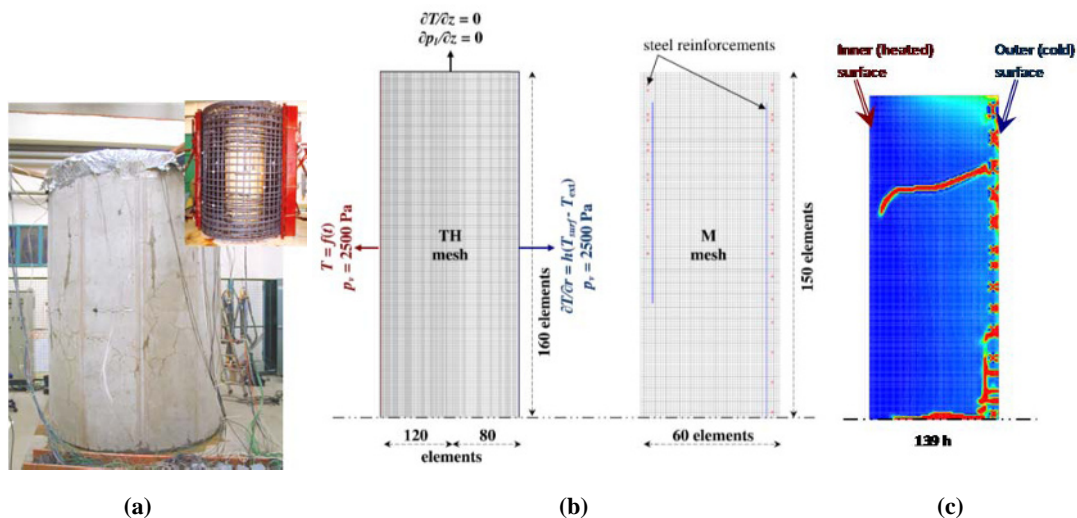 ∂T/∂z = 0
∂p_l/∂z = 0
steel reinforcements
Inner (heated)
surface
Outer (cold)
surface
T = f(t)
p_v = 2500 Pa
TH
mesh
∂T/∂r = h(T_surf - T_ext)
p_v = 2500 Pa
160 elements
M
mesh
150 elements
120
80
elements
60 elements
139 h
(a)
(b)
(c)